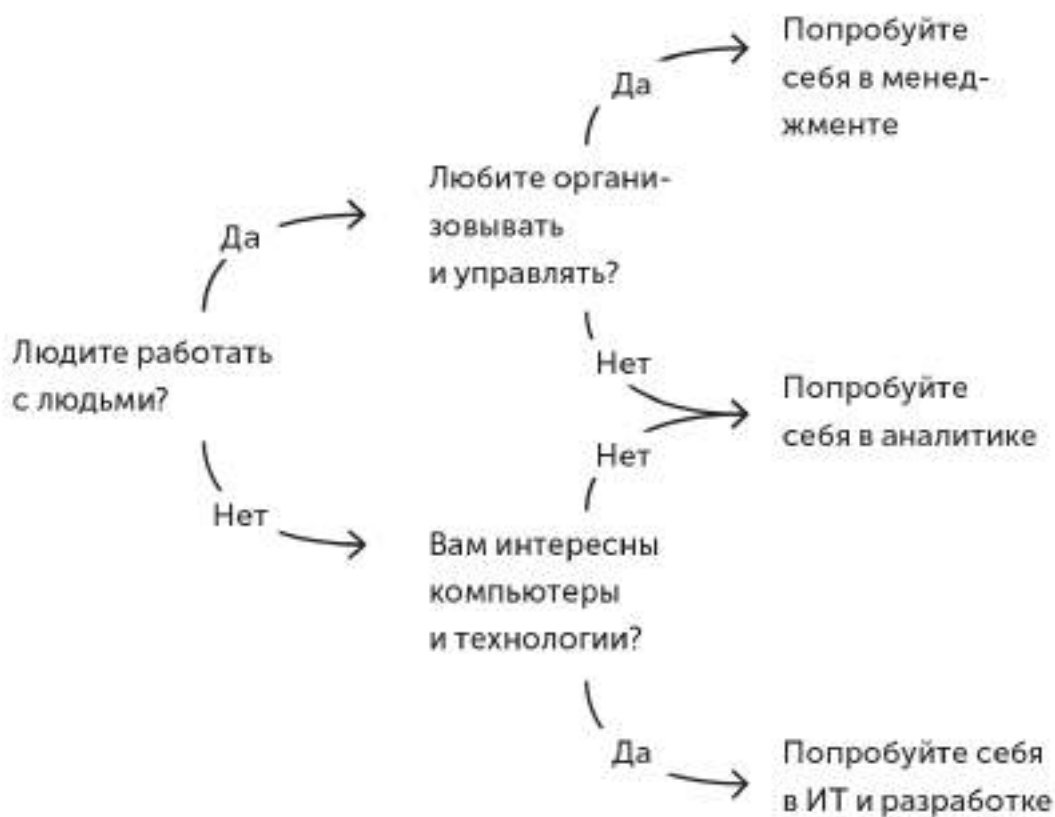 Людите работать
с людьми?
Да
Любите органи-
зовывать
и управлять?
Да
Попробуйте
себя в менед-
жменте
Нет
Попробуйте
себя в аналитике
Нет
Нет
Вам интересны
компьютеры
и технологии?
Да
Попробуйте себя
в ИТ и разработке